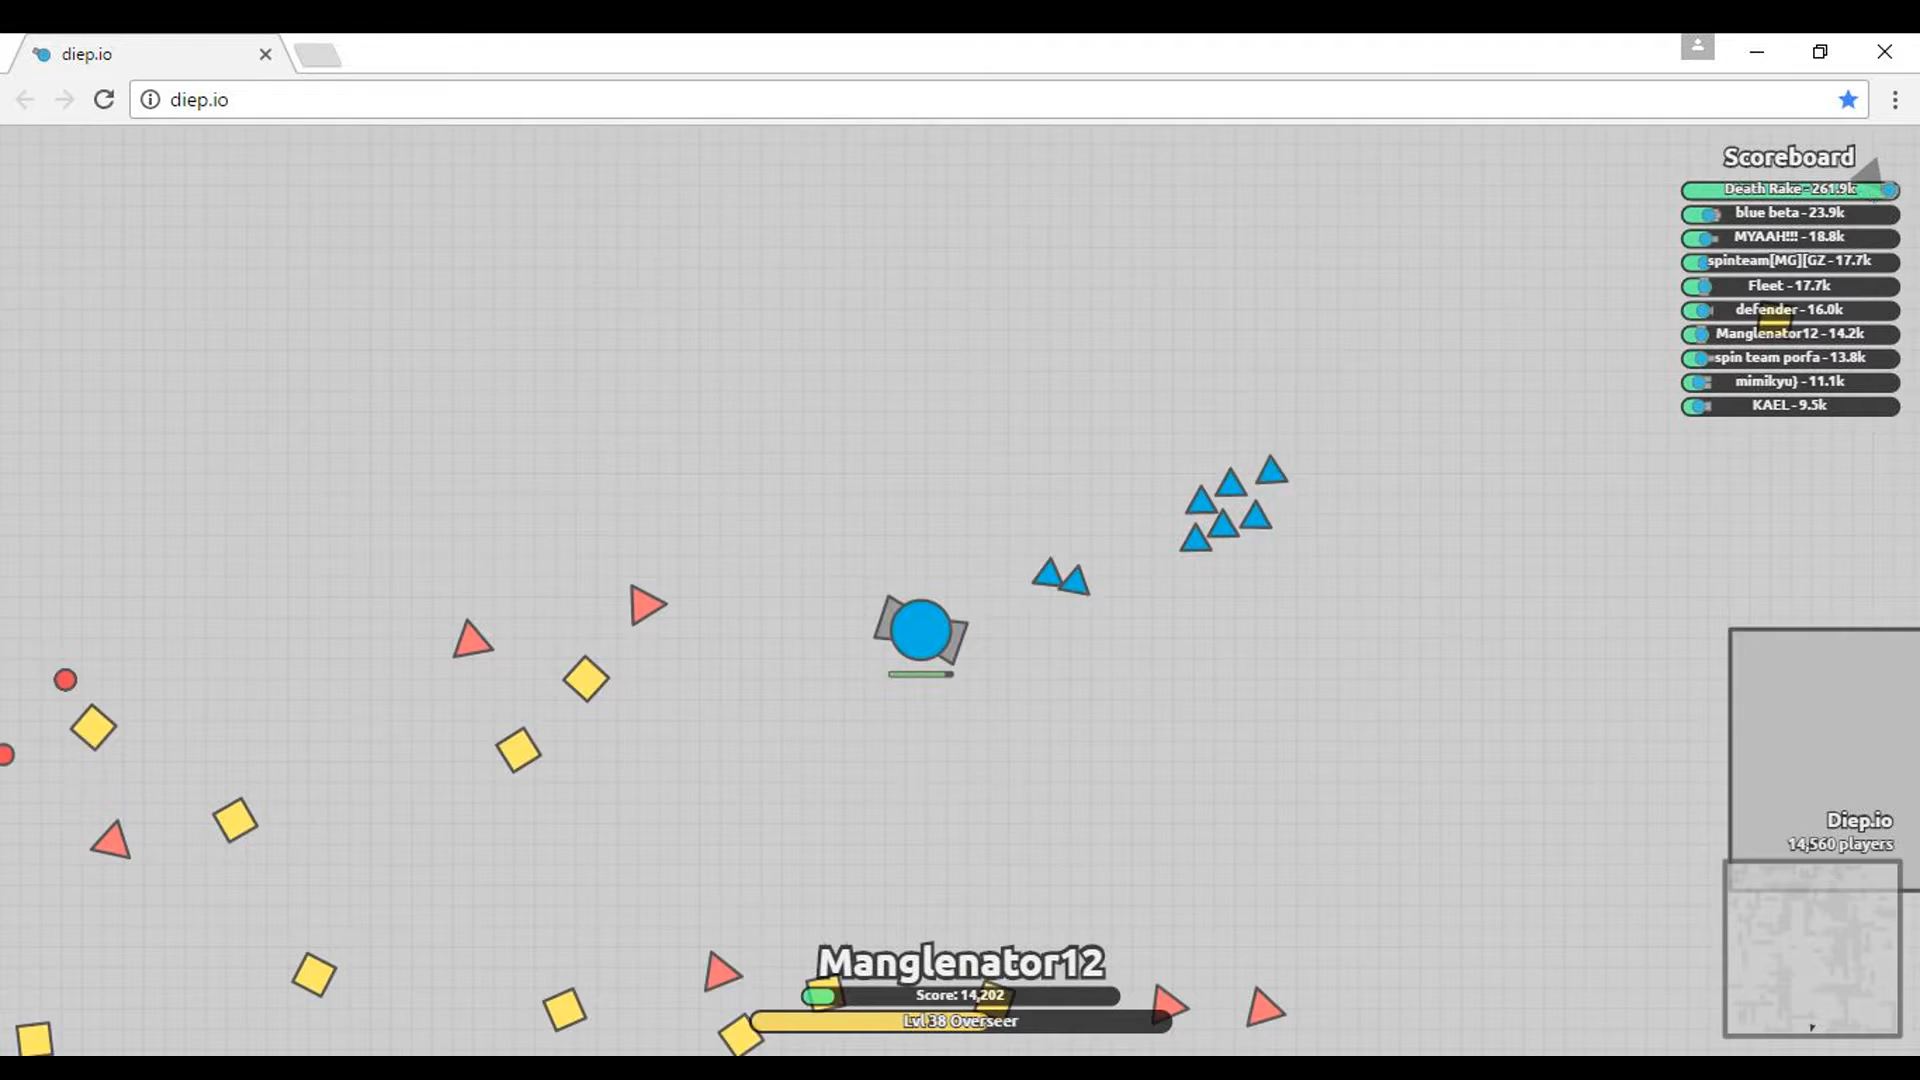 diep.io
diep.io
Scoreboard
Death Rake - 261.9k
blue beta - 23.9k
MYAAH!!! - 18.8k
spinteam[MG][GZ - 17.7k
Fleet - 17.7k
defender - 16.0k
Manglenator12 - 14.2k
spin team porfa - 13.8k
mimikyu} - 11.1k
KAEL - 9.5k
Diep.io
14,560 players
Manglenator12
Score: 14,202
Lvl 38 Overseer